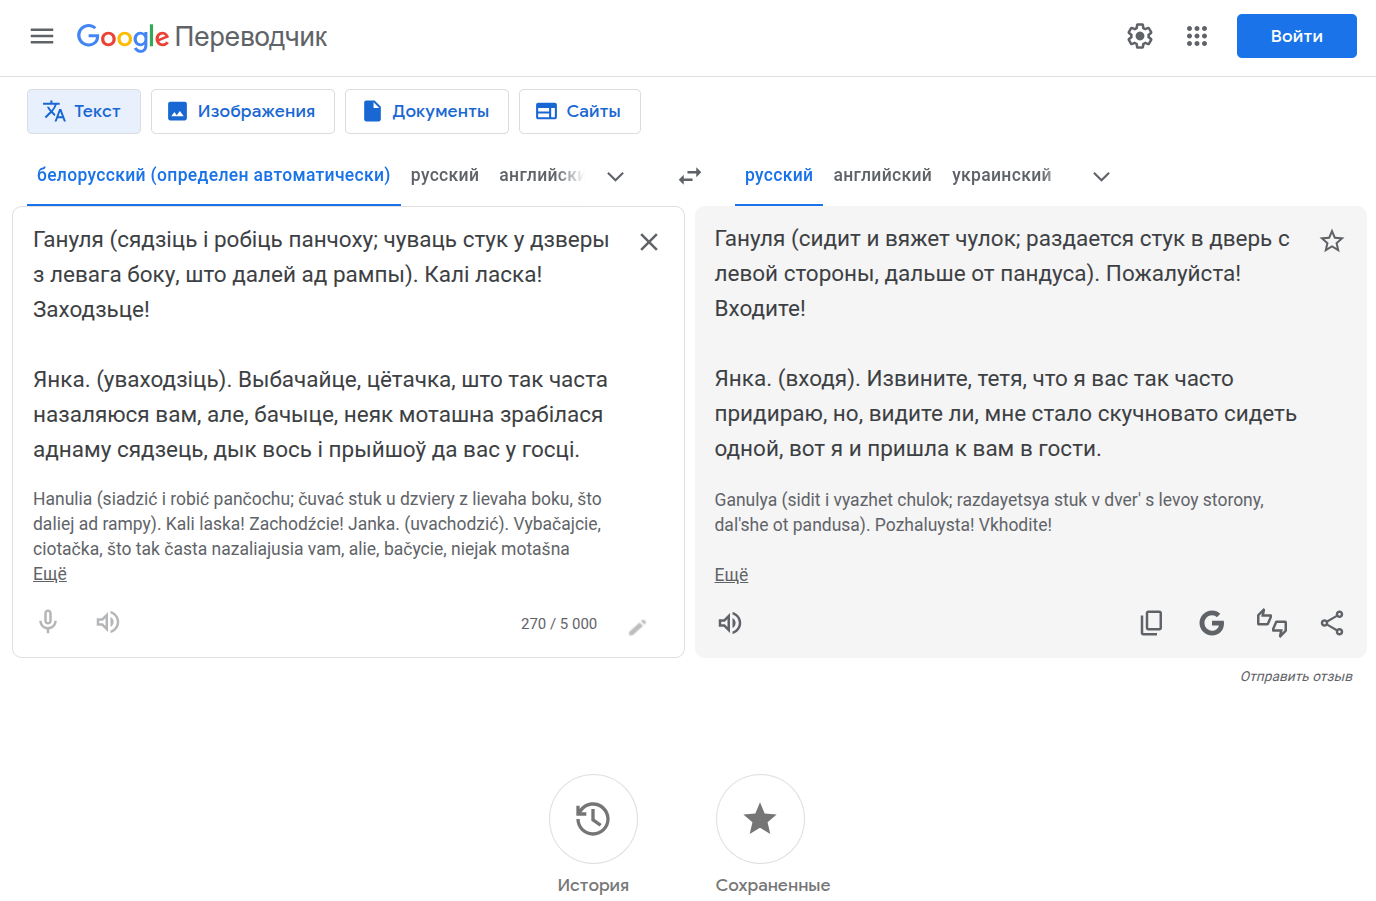 Google Переводчик
Войти
Текст
Изображения
Документы
Сайты
белорусский (определен автоматически)
русский
английски
русский
английский
украинский
Гануля (сядзіць і робіць панчоху; чуваць стук у дзверы
з левага боку, што далей ад рампы). Калі ласка!
Заходзьце!
Янка. (уваходзіць). Выбачайце, цётачка, што так часта
назаляюся вам, але, бачыце, неяк моташна зрабілася
аднаму сядзець, дык вось і прыйшоў да вас у госці.
Hanulia (siadzić i robić pančochu; čuvać stuk u dzviery z lievaha boku, što
daliej ad rampy). Kali laska! Zachodźcie! Janka. (uvachodzić). Vybačajcie,
ciotačka, što tak časta nazaliajusia vam, alie, bačycie, niejak motašna
Ещё
270 / 5 000
Гануля (сидит и вяжет чулок; раздается стук в дверь с
левой стороны, дальше от пандуса). Пожалуйста!
Входите!
Янка. (входя). Извините, тетя, что я вас так часто
придираю, но, видите ли, мне стало скучновато сидеть
одной, вот я и пришла к вам в гости.
Ganulya (sidit i vyazhet chulok; razdayetsya stuk v dver' s levoy storony,
dal'she ot pandusa). Pozhaluysta! Vkhodite!
Ещё
Отправить отзыв
История
Сохраненные